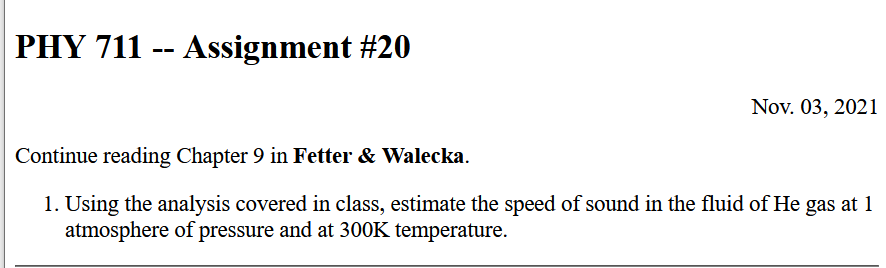 PHY 711 -- Assignment #20
Nov. 03, 2021
Continue reading Chapter 9 in Fetter & Walecka.
1. Using the analysis covered in class, estimate the speed of sound in the fluid of He gas at 1
atmosphere of pressure and at 300K temperature.